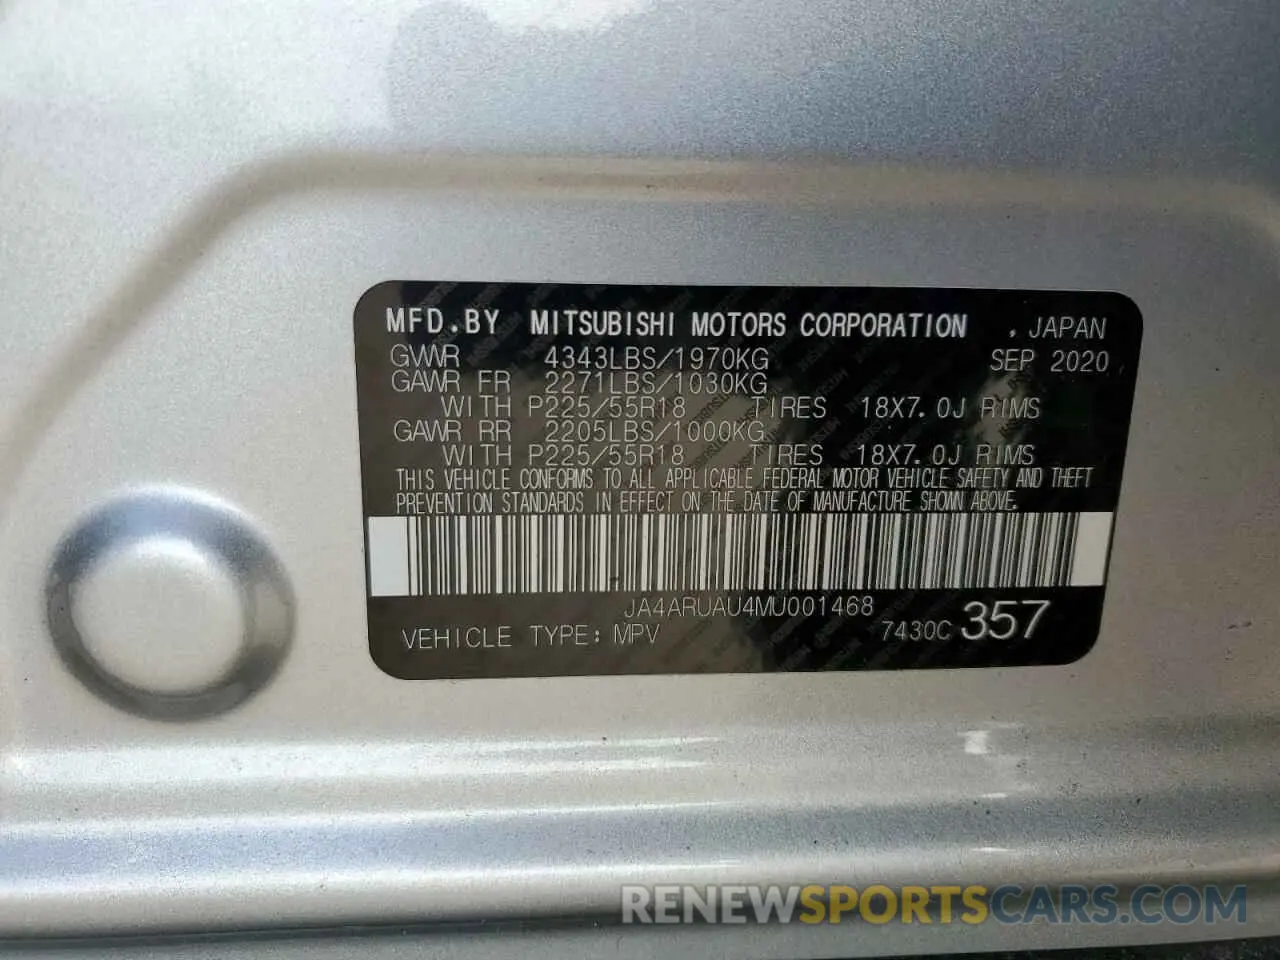 MFD.BY MITSUBISHI MOTORS CORPORATION , JAPAN
GVWR 4343LBS/1970KG SEP 2020
GAWR FR 2271LBS/1030KG
WITH P225/55R18 TIRES 18X7.0J RIMS
GAWR RR 2205LBS/1000KG
WITH P225/55R18 TIRES 18X7.0J RIMS
THIS VEHICLE CONFORMS TO ALL APPLICABLE FEDERAL MOTOR VEHICLE SAFETY AND THEFT
PREVENTION STANDARDS IN EFFECT ON THE DATE OF MANUFACTURE SHOWN ABOVE.
JA4ARUAU4MU001468
VEHICLE TYPE: MPV 7430C 357
RENEWSPORTSCARS.COM